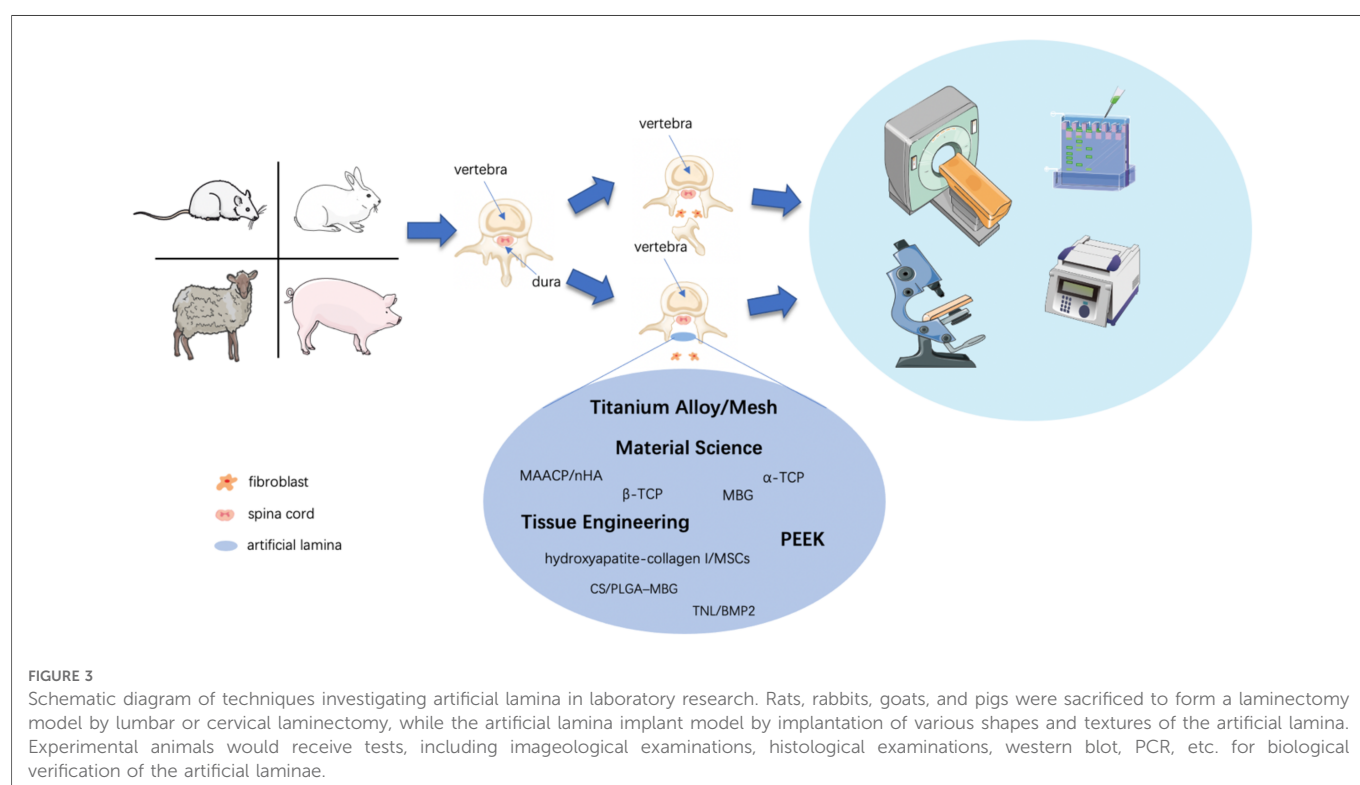 vertebra
vertebra
dura
vertebra
Titanium Alloy/Mesh
Material Science
MAACP/nHA
α-TCP
β-TCP
MBG
Tissue Engineering
PEEK
hydroxyapatite-collagen I/MSCs
CS/PLGA–MBG
TNL/BMP2
fibroblast
spina cord
artificial lamina
FIGURE 3
Schematic diagram of techniques investigating artificial lamina in laboratory research. Rats, rabbits, goats, and pigs were sacrificed to form a laminectomy
model by lumbar or cervical laminectomy, while the artificial lamina implant model by implantation of various shapes and textures of the artificial lamina.
Experimental animals would receive tests, including imageological examinations, histological examinations, western blot, PCR, etc. for biological
verification of the artificial laminae.